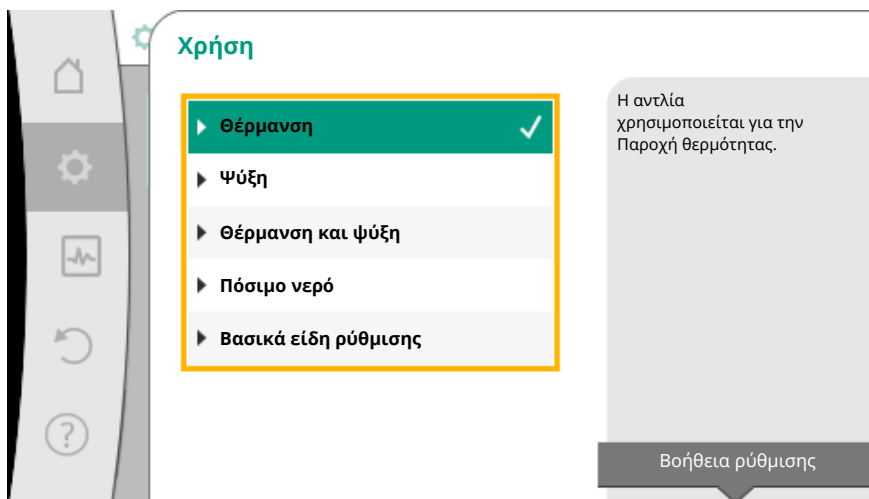 Χρήση
Θέρμανση
Ψύξη
Θέρμανση και ψύξη
Πόσιμο νερό
Βασικά είδη ρύθμισης
Η αντλία
χρησιμοποιείται για την
Παροχή θερμότητας.
Βοήθεια ρύθμισης